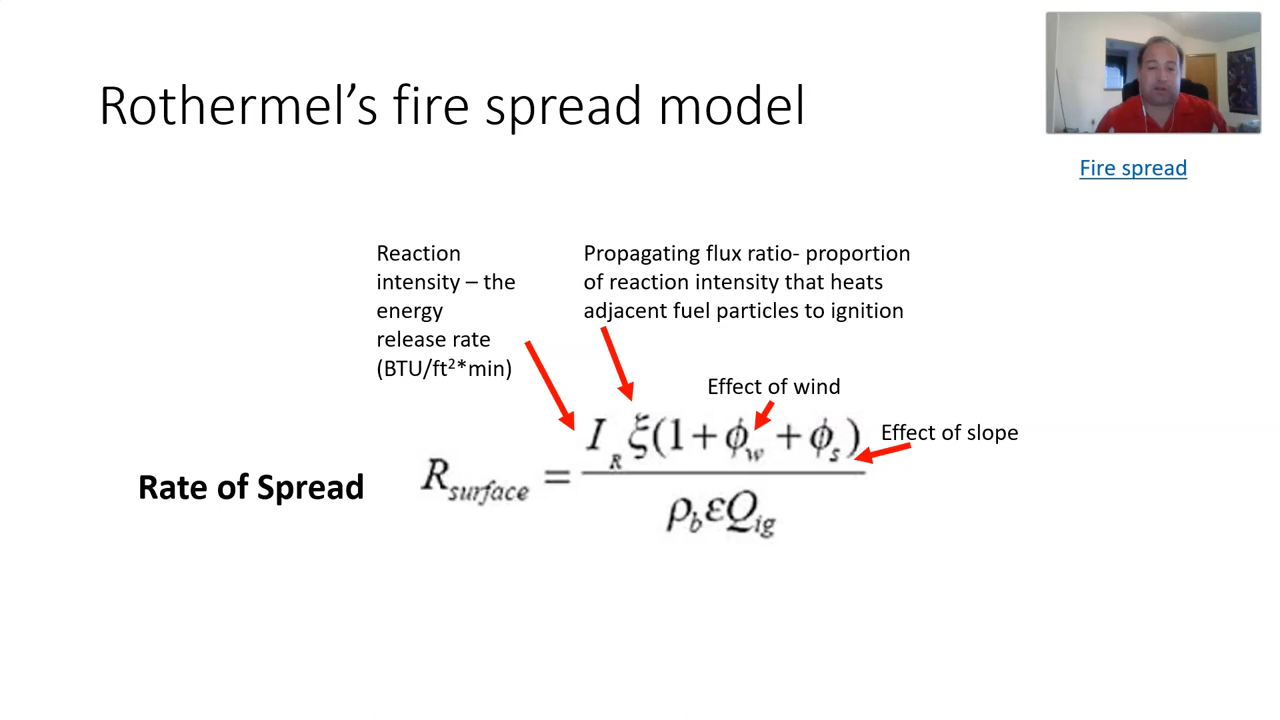 Rothermel’s fire spread model
Fire spread
Reaction
intensity – the
energy
release rate
(BTU/ft²*min)
Propagating flux ratio- proportion
of reaction intensity that heats
adjacent fuel particles to ignition
Effect of wind
Effect of slope
Rate of Spread
R_surface = I_R ξ(1+ϕ_w+ϕ_s) / ρ_b εQ_ig